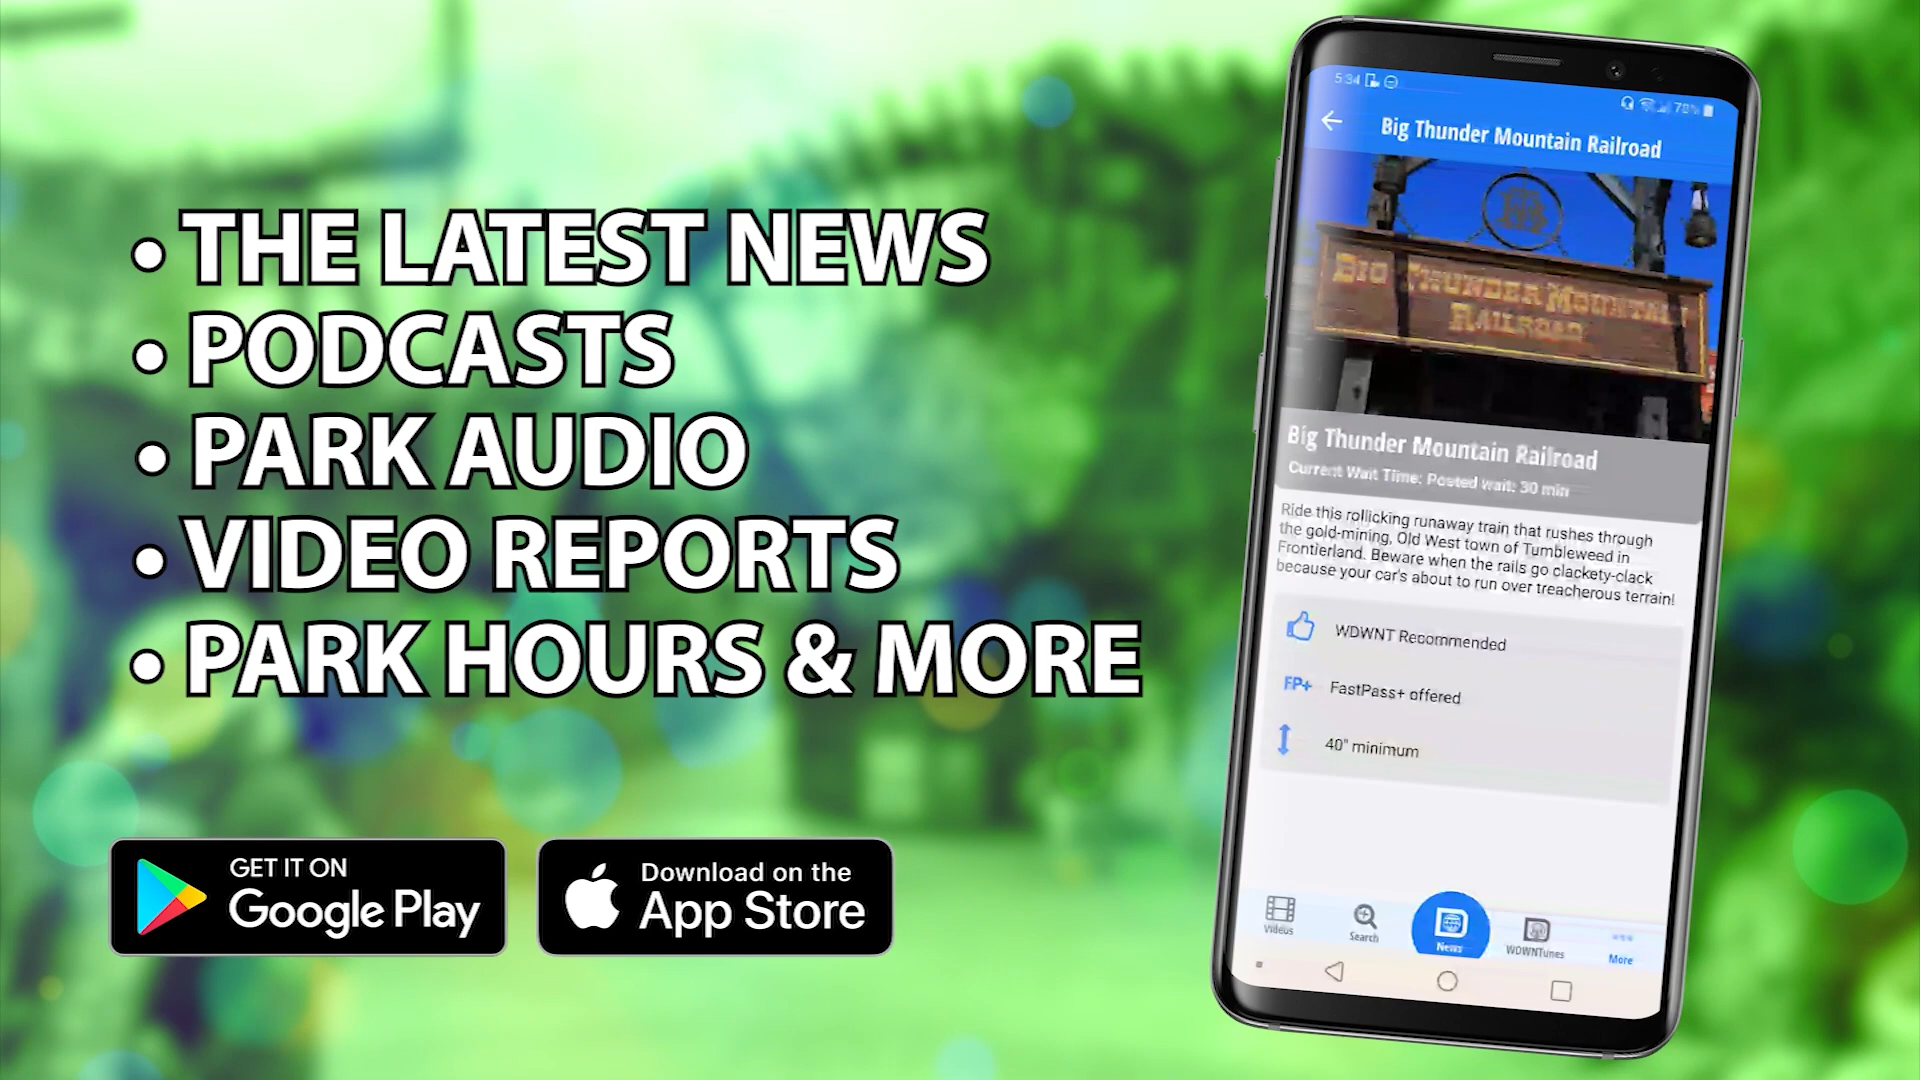 • THE LATEST NEWS
• PODCASTS
• PARK AUDIO
• VIDEO REPORTS
• PARK HOURS & MORE
GET IT ON
Google Play
Download on the
App Store
5:34
78%
Big Thunder Mountain Railroad
BIG THUNDER MOUNTAIN
RAILROAD
Big Thunder Mountain Railroad
Current Wait Time: Posted wait: 30 min
Ride this rollicking runaway train that rushes through
the gold-mining, Old West town of Tumbleweed in
Frontierland. Beware when the rails go clackety-clack
because your car's about to run over treacherous terrain!
WDWNT Recommended
FP+ FastPass+ offered
40" minimum
Videos
Search
News
WDWNTunes
More